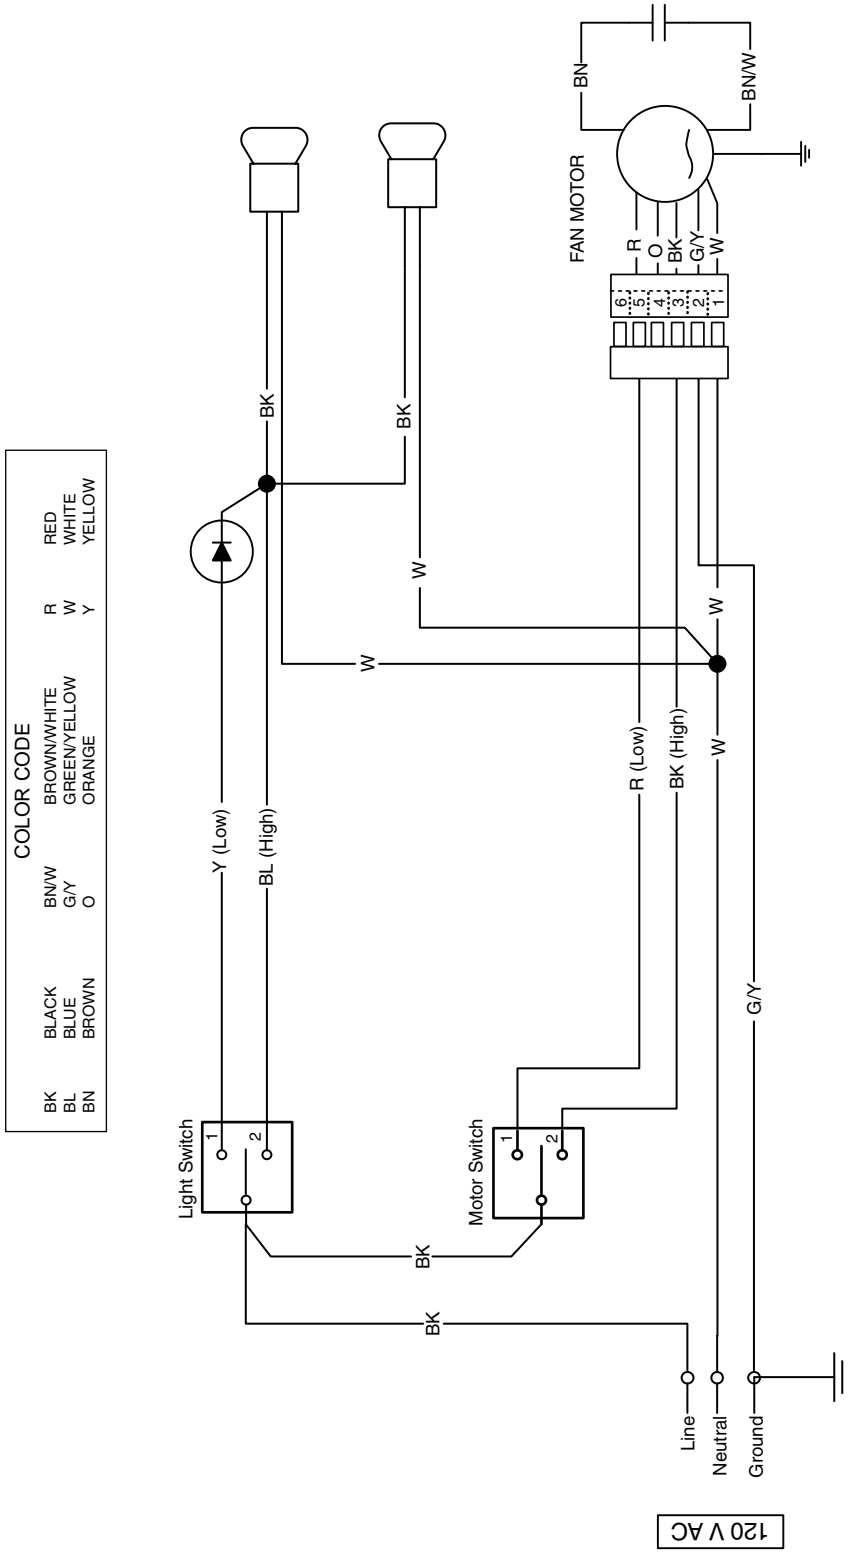 COLOR CODE
BK BLACK BN/W BROWN/WHITE R RED
BL BLUE G/Y GREEN/YELLOW W WHITE
BN BROWN O ORANGE Y YELLOW
Light Switch
1
2
Y (Low)
BL (High)
BK
BK
W
W
BK
BK
Motor Switch
1
2
R (Low)
BK (High)
W
W
G/Y
Line
Neutral
Ground
120 V AC
FAN MOTOR
6
5
4
3
2
1
R
O
BK
G/Y
W
BN
BN/W